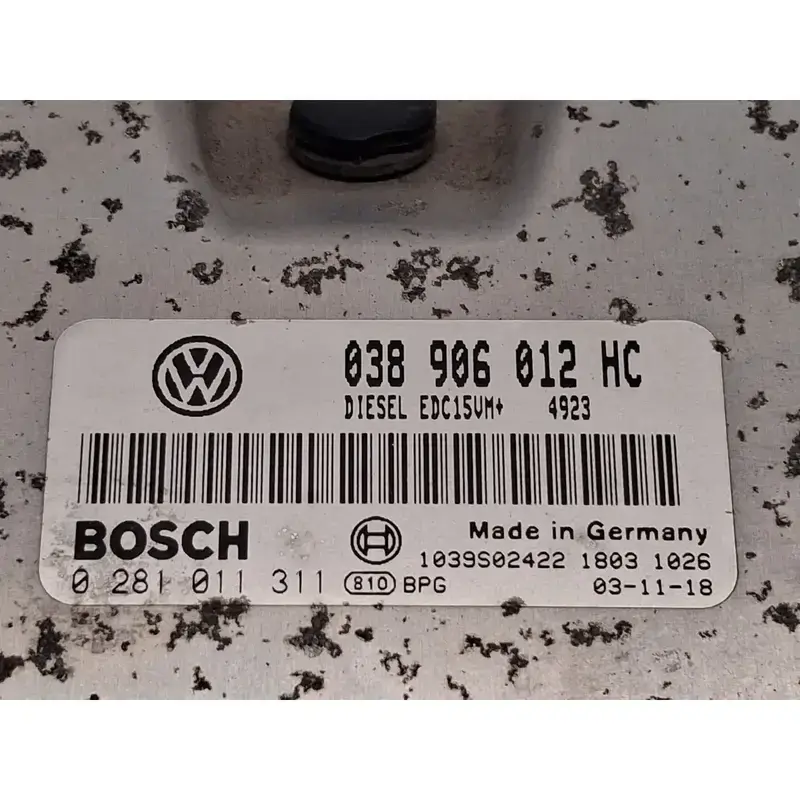 038 906 012 HC
DIESEL EDC15VM+ 4923
BOSCH
Made in Germany
1039S02422 1803 1026
0 281 011 311 810 BPG 03-11-18